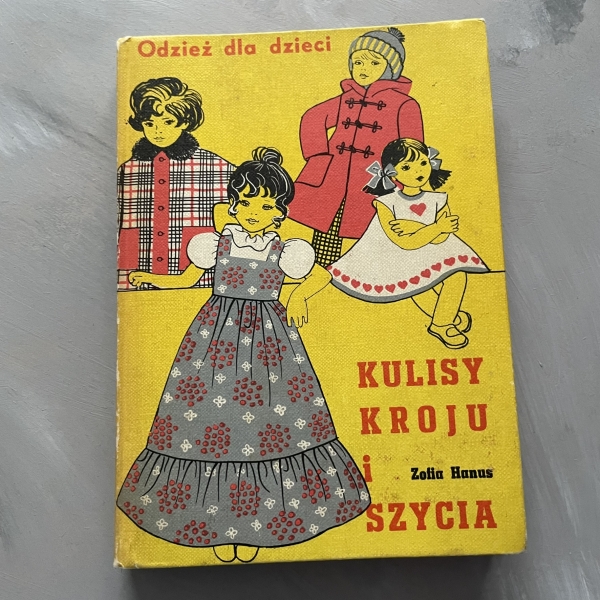 Odzież dla dzieci
KULISY
KROJU
i
Zofia Hanus
SZYCIA